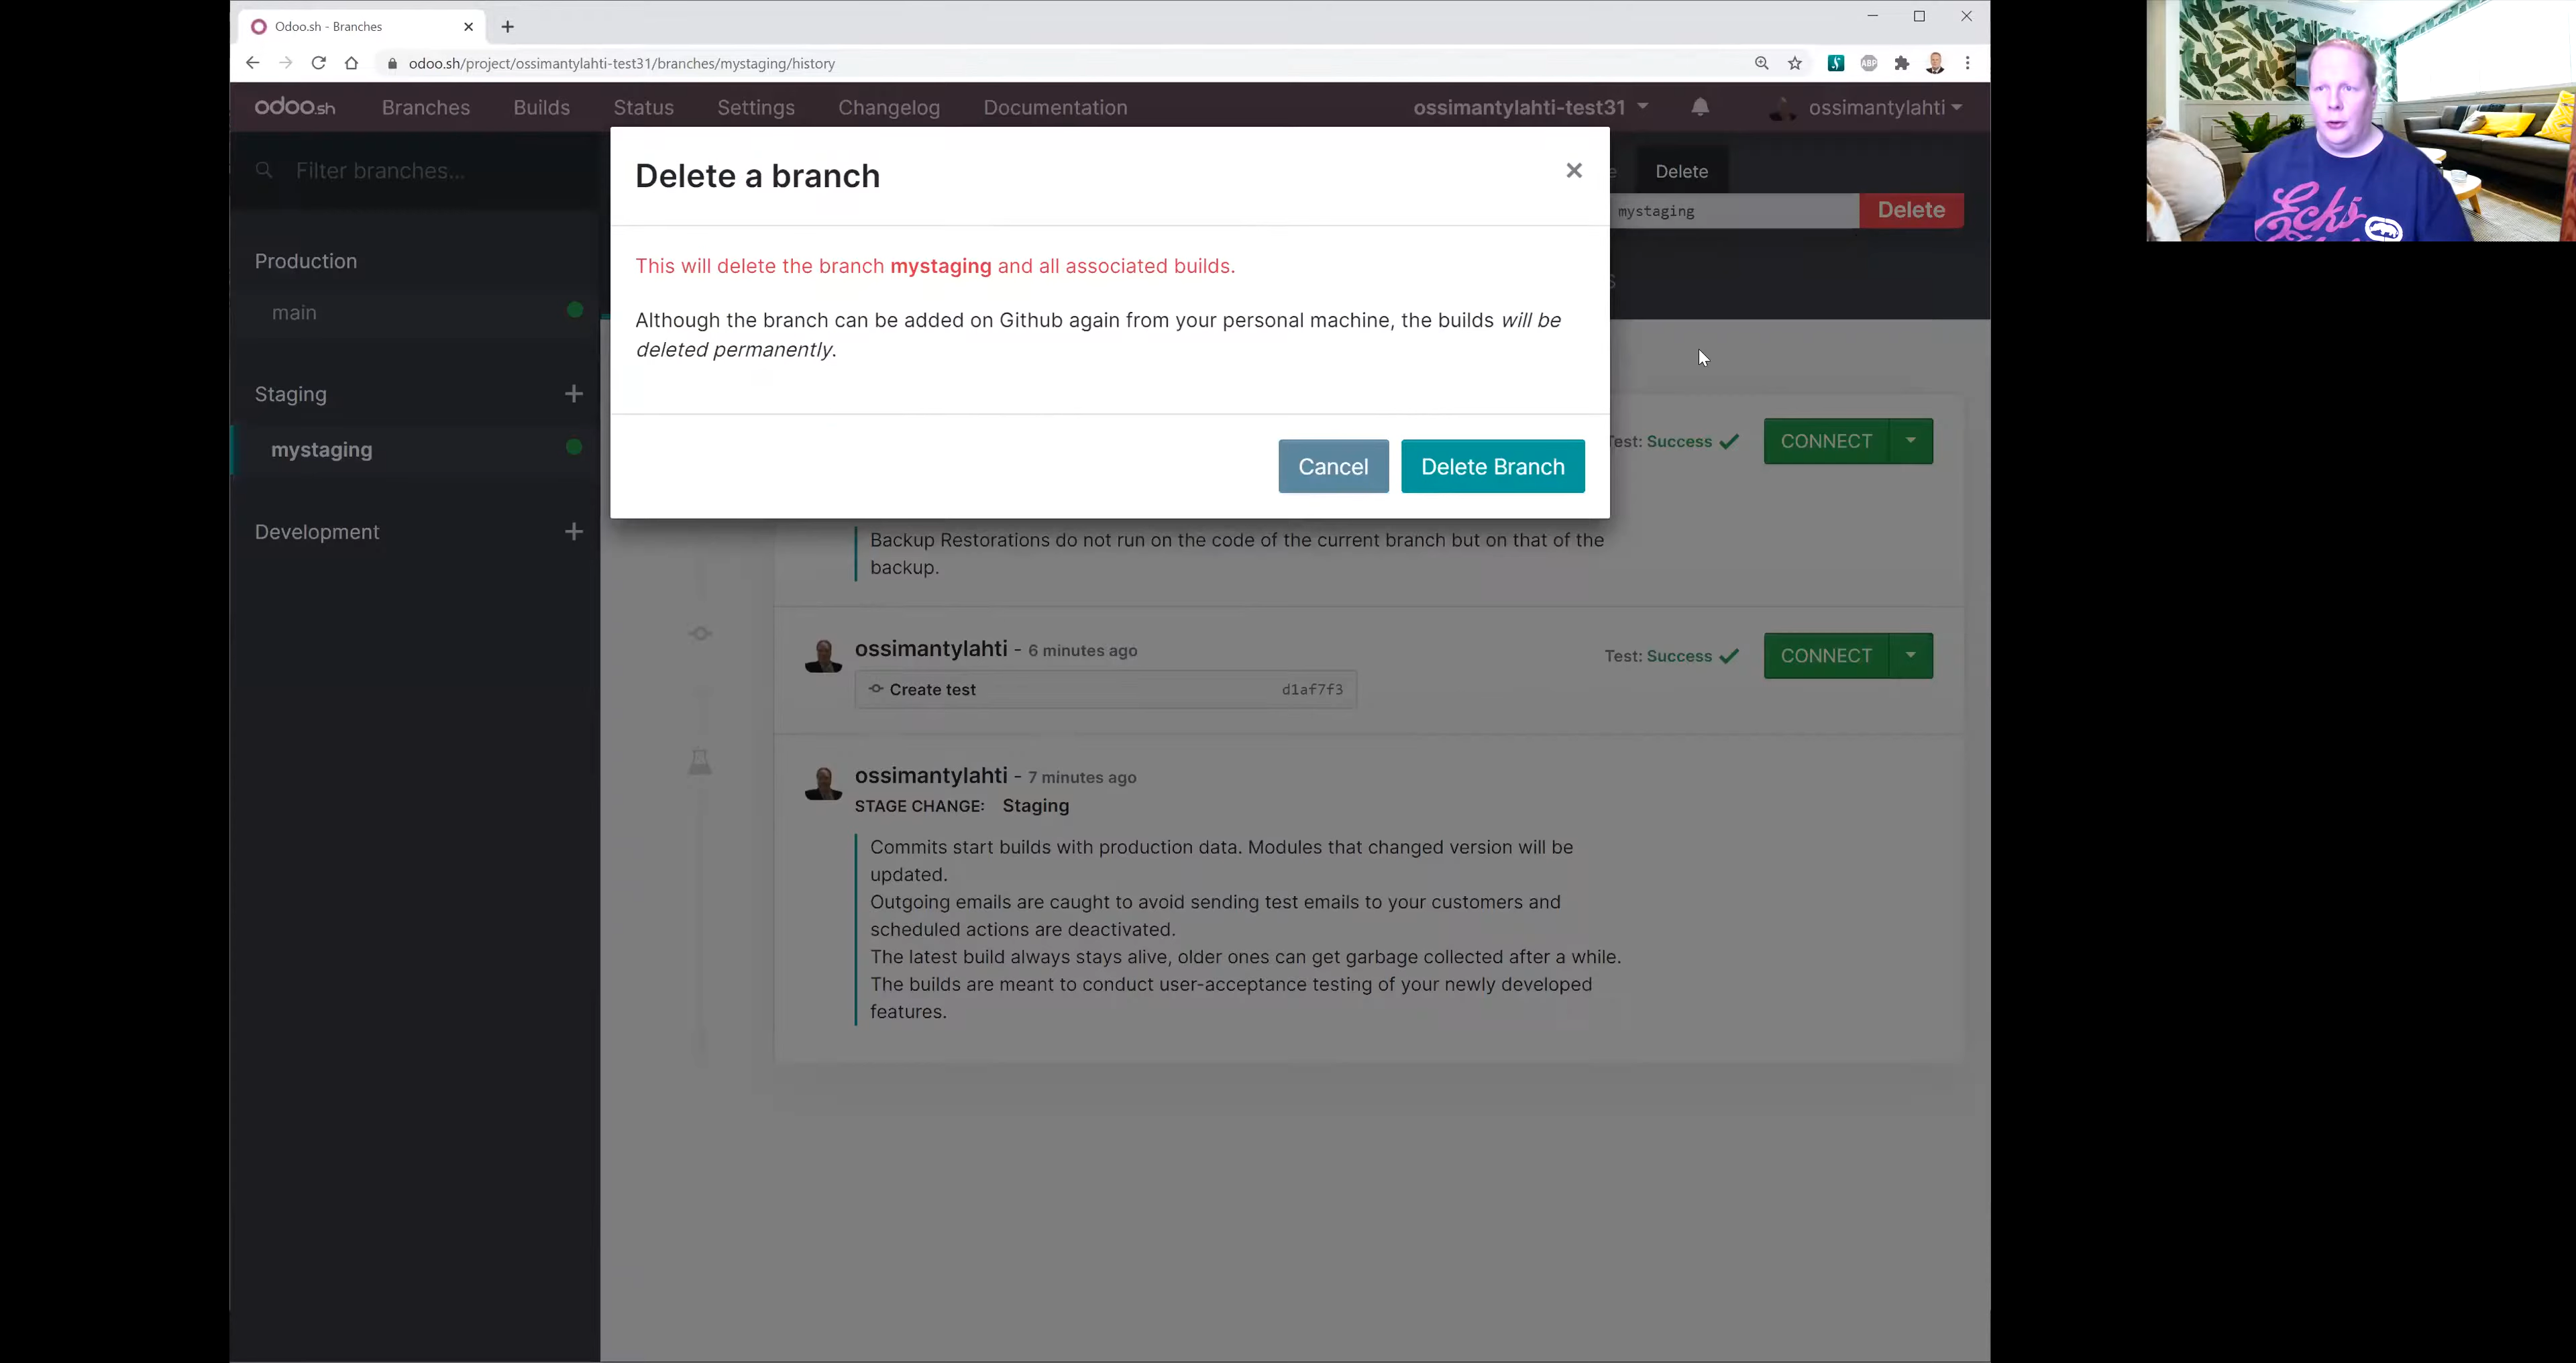 Odoo.sh - Branches
odoo.sh/project/ossimantylahti-test31/branches/mystaging/history
ABP
odoo.sh Branches Builds Status Settings Changelog Documentation ossimantylahti-test31 ossimantylahti
Filter branches...
Production
main
Staging
mystaging
Development
Delete a branch
This will delete the branch mystaging and all associated builds.
Although the branch can be added on Github again from your personal machine, the builds will be
deleted permanently.
Cancel Delete Branch
Delete
mystaging Delete
Test: Success CONNECT
Backup Restorations do not run on the code of the current branch but on that of the
backup.
ossimantylahti - 6 minutes ago
Test: Success CONNECT
Create test d1af7f3
ossimantylahti - 7 minutes ago
STAGE CHANGE: Staging
Commits start builds with production data. Modules that changed version will be
updated.
Outgoing emails are caught to avoid sending test emails to your customers and
scheduled actions are deactivated.
The latest build always stays alive, older ones can get garbage collected after a while.
The builds are meant to conduct user-acceptance testing of your newly developed
features.
Eckō